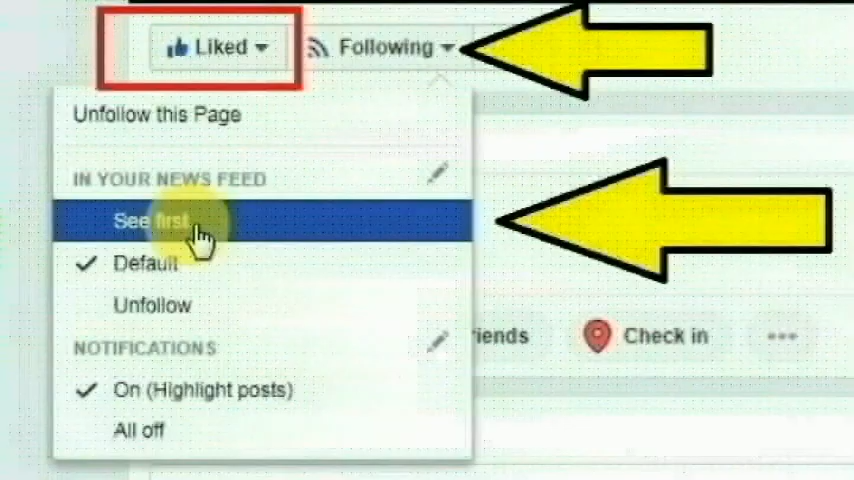 Liked Following
Unfollow this Page
IN YOUR NEWS FEED
See first
Default
Unfollow
NOTIFICATIONS
riends Check in
On (Highlight posts)
All off